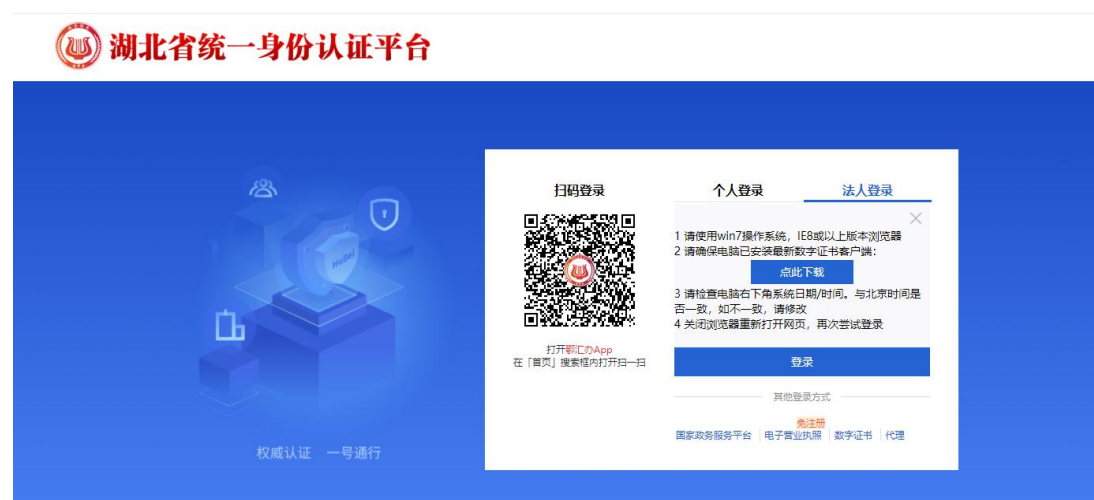 湖北省统一身份认证平台
HuBei
权威认证 一号通行
扫码登录
打开鄂汇办App
在「首页」搜索框内打开扫一扫
个人登录
法人登录
1 请使用win7操作系统，IE8或以上版本浏览器
2 请确保电脑已安装最新数字证书客户端：
点此下载
3 请检查电脑右下角系统日期/时间。与北京时间是
否一致，如不一致，请修改
4 关闭浏览器重新打开网页，再次尝试登录
登录
其他登录方式
免注册
国家政务服务平台 电子营业执照 数字证书 代理